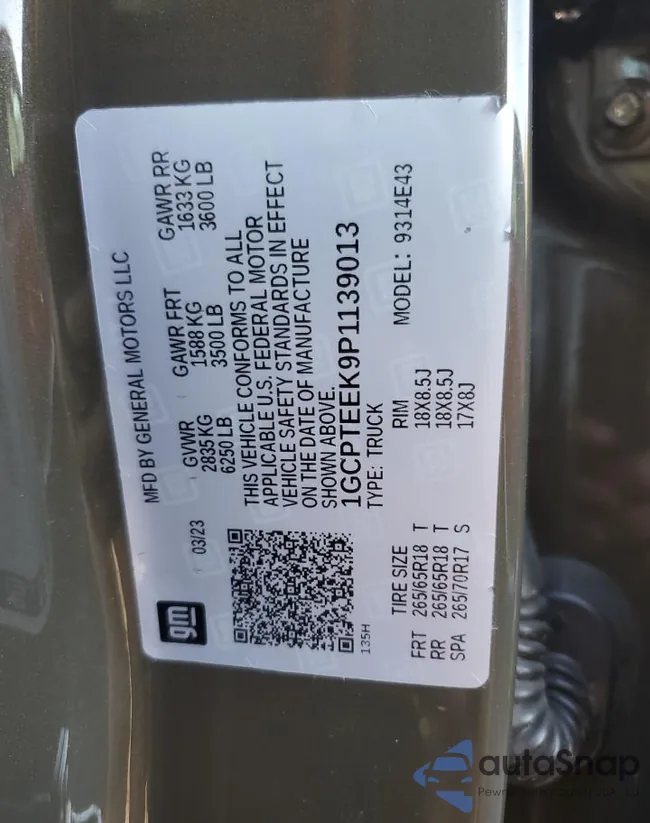 MFD BY GENERAL MOTORS LLC
gm
03/23
GVWR
2835 KG
6250 LB
GAWR FRT
1588 KG
3500 LB
GAWR RR
1633 KG
3600 LB
THIS VEHICLE CONFORMS TO ALL
APPLICABLE U.S. FEDERAL MOTOR
VEHICLE SAFETY STANDARDS IN EFFECT
ON THE DATE OF MANUFACTURE
SHOWN ABOVE.
1GCPTEEK9P1139013
TYPE: TRUCK
MODEL: 9314E43
135H
TIRE SIZE RIM
FRT 265/65R18 T 18X8.5J
RR 265/65R18 T 18X8.5J
SPA 265/70R17 S 17X8J
autoSnap